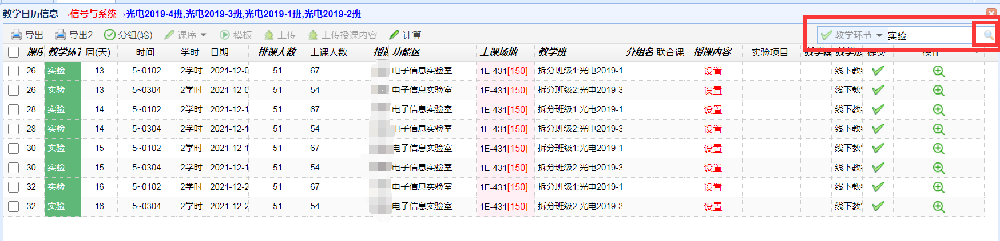 教学日历信息 ›信号与系统 ›光电2019-4班,光电2019-3班,光电2019-1班,光电2019-2班
导出 导出2 分组(轮) 课序 模板 上传 上传授课内容 计算 教学环节 实验
课序 教学环节 周(天) 时间 学时 日期 排课人数 上课人数 授课 功能区 上课场地 教学班 分组名 联合课 授课内容 实验项目 教学模 教学形 提交 操作
26 实验 13 5~0102 2学时 2021-12-0 51 67 电子信息实验室 1E-431[150] 拆分班级1:光电2019-1 设置 线下教学
26 实验 13 5~0304 2学时 2021-12-0 51 54 电子信息实验室 1E-431[150] 拆分班级2:光电2019-3 设置 线下教学
28 实验 14 5~0102 2学时 2021-12-1 51 67 电子信息实验室 1E-431[150] 拆分班级1:光电2019-1 设置 线下教学
28 实验 14 5~0304 2学时 2021-12-1 51 54 电子信息实验室 1E-431[150] 拆分班级2:光电2019-3 设置 线下教学
30 实验 15 5~0102 2学时 2021-12-1 51 67 电子信息实验室 1E-431[150] 拆分班级1:光电2019-1 设置 线下教学
30 实验 15 5~0304 2学时 2021-12-1 51 54 电子信息实验室 1E-431[150] 拆分班级2:光电2019-3 设置 线下教学
32 实验 16 5~0102 2学时 2021-12-2 51 67 电子信息实验室 1E-431[150] 拆分班级1:光电2019-1 设置 线下教学
32 实验 16 5~0304 2学时 2021-12-2 51 54 电子信息实验室 1E-431[150] 拆分班级2:光电2019-3 设置 线下教学